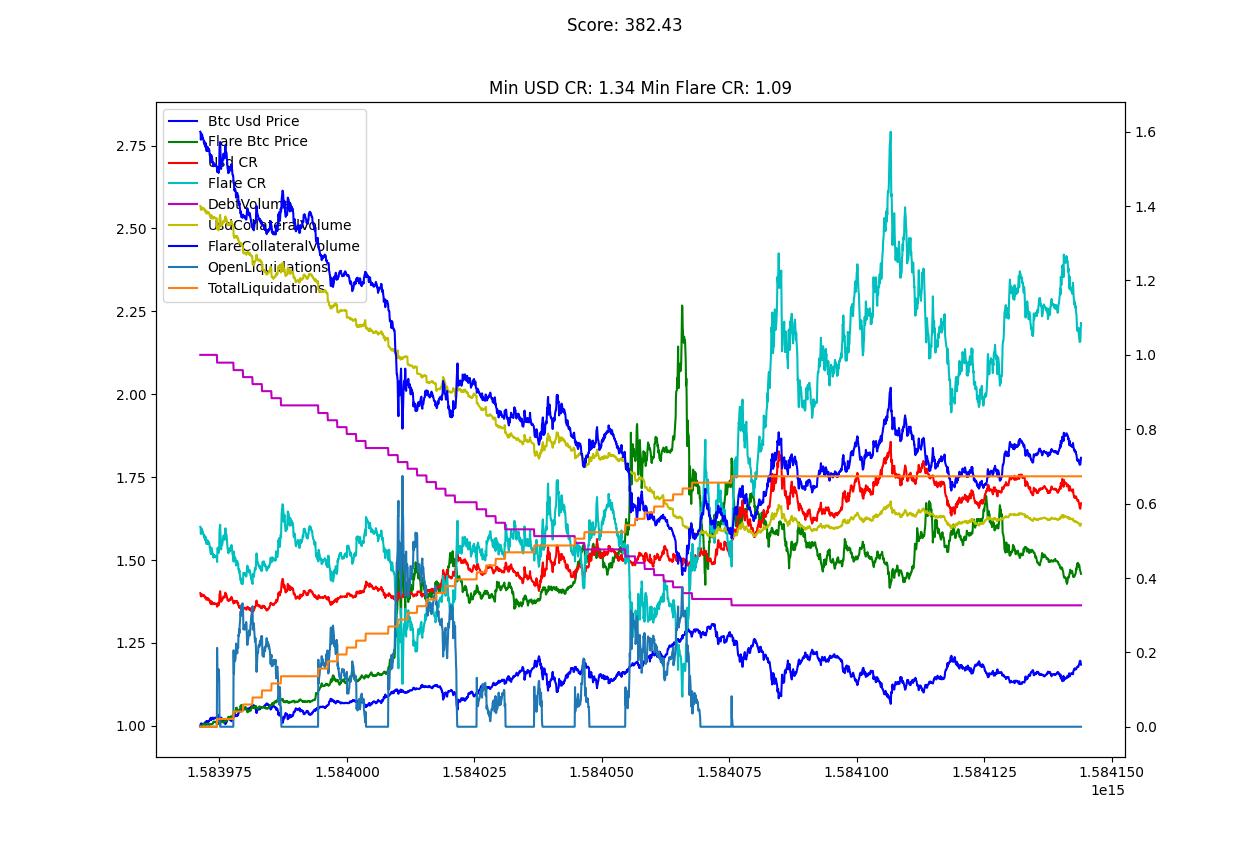 Score: 382.43
Min USD CR: 1.34 Min Flare CR: 1.09
Btc Usd Price
Flare Btc Price
Usd CR
Flare CR
DebtVolume
UsdCollateralVolume
FlareCollateralVolume
OpenLiquidations
TotalLiquidations
2.75
2.50
2.25
2.00
1.75
1.50
1.25
1.00
1.6
1.4
1.2
1.0
0.8
0.6
0.4
0.2
0.0
1.583975
1.584000
1.584025
1.584050
1.584075
1.584100
1.584125
1.584150
1e15